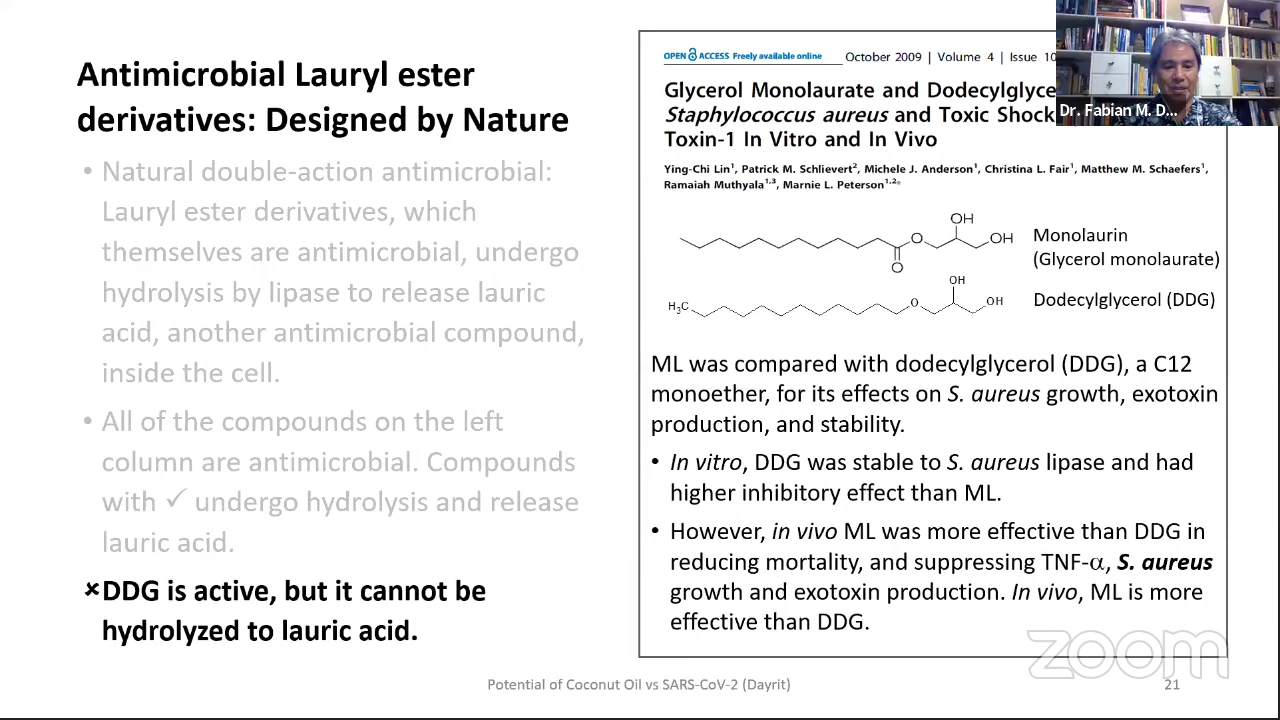 Antimicrobial Lauryl ester
derivatives: Designed by Nature
• Natural double-action antimicrobial:
Lauryl ester derivatives, which
themselves are antimicrobial, undergo
hydrolysis by lipase to release lauric
acid, another antimicrobial compound,
inside the cell.
• All of the compounds on the left
column are antimicrobial. Compounds
with ✓ undergo hydrolysis and release
lauric acid.
×DDG is active, but it cannot be
hydrolyzed to lauric acid.
OPEN ACCESS Freely available online
October 2009 | Volume 4 | Issue 10
Glycerol Monolaurate and Dodecylglyce
Staphylococcus aureus and Toxic Shock
Toxin-1 In Vitro and In Vivo
Ying-Chi Lin1, Patrick M. Schlievert2, Michele J. Anderson1, Christina L. Fair1, Matthew M. Schaefers1,
Ramaiah Muthyala1,3, Marnie L. Peterson1,2*
OH
O
OH
O
Monolaurin
(Glycerol monolaurate)
OH
H3C
O
OH
Dodecylglycerol (DDG)
ML was compared with dodecylglycerol (DDG), a C12
monoether, for its effects on S. aureus growth, exotoxin
production, and stability.
• In vitro, DDG was stable to S. aureus lipase and had
higher inhibitory effect than ML.
• However, in vivo ML was more effective than DDG in
reducing mortality, and suppressing TNF-α, S. aureus
growth and exotoxin production. In vivo, ML is more
effective than DDG.
Dr. Fabian M. D...
zoom
Potential of Coconut Oil vs SARS-CoV-2 (Dayrit)
21